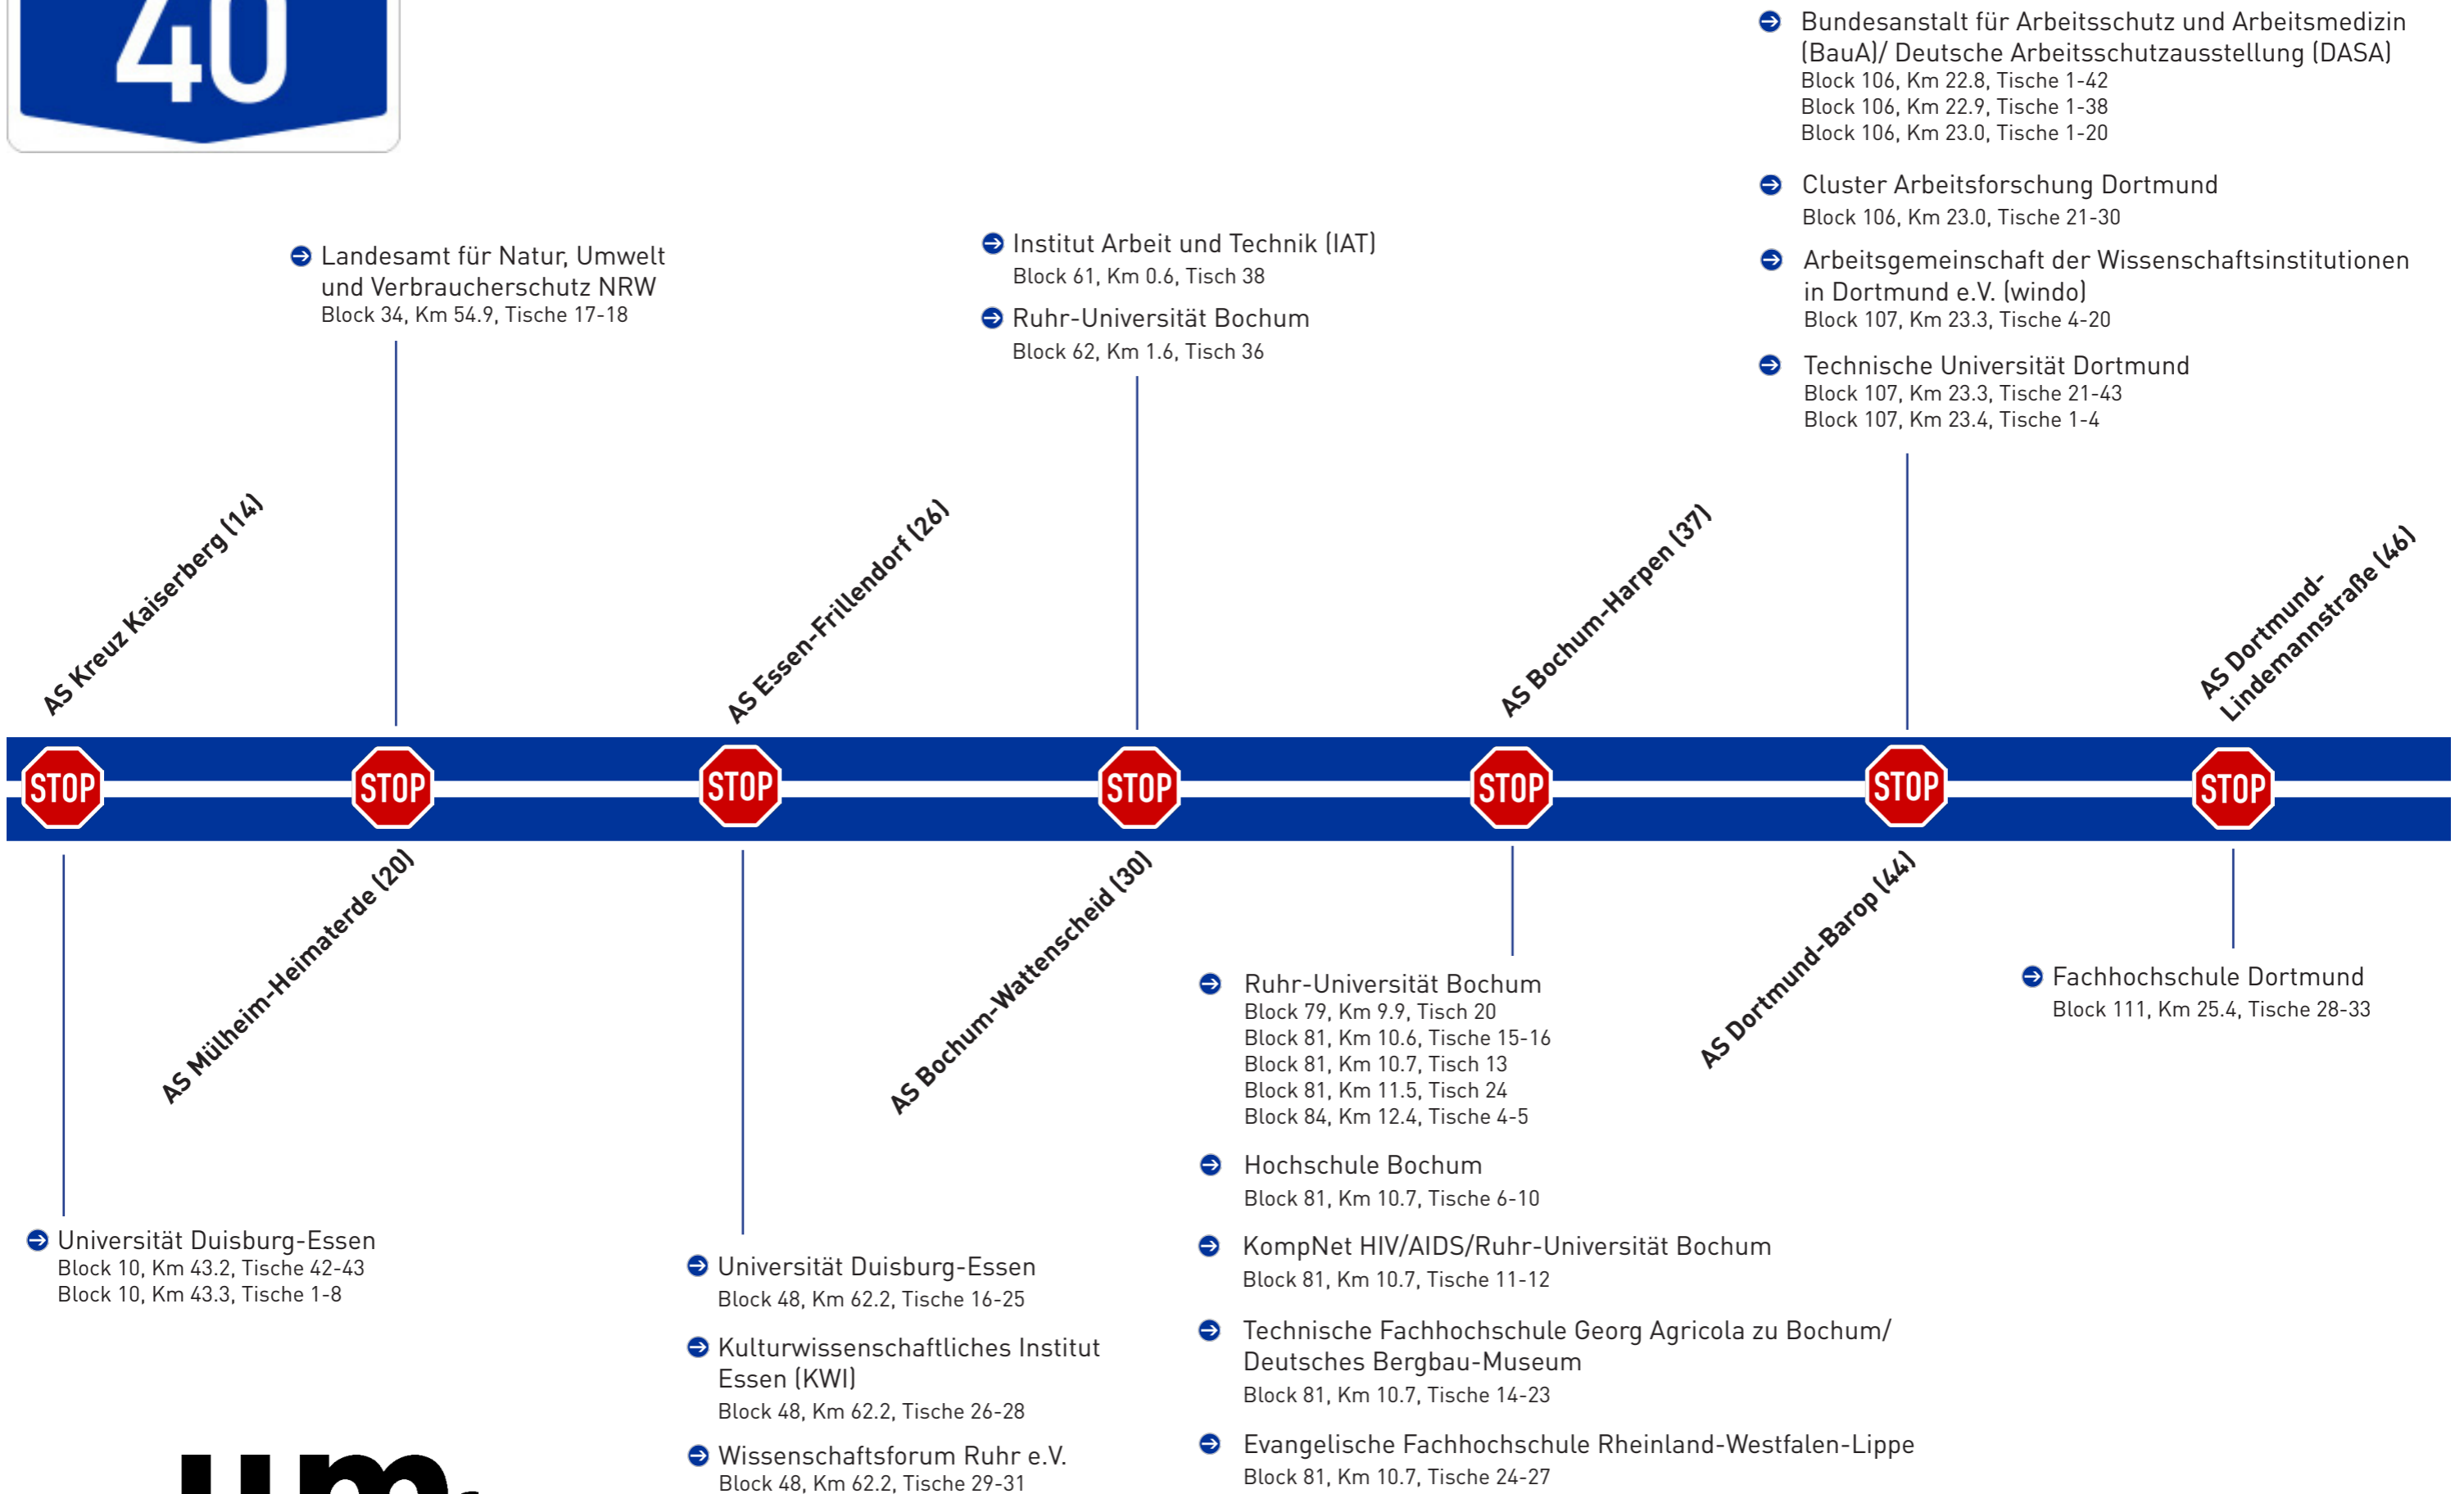 40
Bundesanstalt für Arbeitsschutz und Arbeitsmedizin
(BauA)/ Deutsche Arbeitsschutzausstellung (DASA)
Block 106, Km 22.8, Tische 1-42
Block 106, Km 22.9, Tische 1-38
Block 106, Km 23.0, Tische 1-20
Cluster Arbeitsforschung Dortmund
Block 106, Km 23.0, Tische 21-30
Arbeitsgemeinschaft der Wissenschaftsinstitutionen
in Dortmund e.V. (windo)
Block 107, Km 23.3, Tische 4-20
Technische Universität Dortmund
Block 107, Km 23.3, Tische 21-43
Block 107, Km 23.4, Tische 1-4
Landesamt für Natur, Umwelt
und Verbraucherschutz NRW
Block 34, Km 54.9, Tische 17-18
Institut Arbeit und Technik (IAT)
Block 61, Km 0.6, Tisch 38
Ruhr-Universität Bochum
Block 62, Km 1.6, Tisch 36
AS Kreuz Kaiserberg (14)
AS Essen-Frillendorf (26)
AS Bochum-Harpen (37)
AS Dortmund-
Lindemannstraße (46)
STOP
STOP
STOP
STOP
STOP
STOP
STOP
AS Mülheim-Heimaterde (20)
AS Bochum-Wattenscheid (30)
AS Dortmund-Barop (44)
Universität Duisburg-Essen
Block 10, Km 43.2, Tische 42-43
Block 10, Km 43.3, Tische 1-8
Universität Duisburg-Essen
Block 48, Km 62.2, Tische 16-25
Kulturwissenschaftliches Institut
Essen (KWI)
Block 48, Km 62.2, Tische 26-28
Wissenschaftsforum Ruhr e.V.
Block 48, Km 62.2, Tische 29-31
Ruhr-Universität Bochum
Block 79, Km 9.9, Tisch 20
Block 81, Km 10.6, Tische 15-16
Block 81, Km 10.7, Tisch 13
Block 81, Km 11.5, Tisch 24
Block 84, Km 12.4, Tische 4-5
Hochschule Bochum
Block 81, Km 10.7, Tische 6-10
KompNet HIV/AIDS/Ruhr-Universität Bochum
Block 81, Km 10.7, Tische 11-12
Technische Fachhochschule Georg Agricola zu Bochum/
Deutsches Bergbau-Museum
Block 81, Km 10.7, Tische 14-23
Evangelische Fachhochschule Rheinland-Westfalen-Lippe
Block 81, Km 10.7, Tische 24-27
Fachhochschule Dortmund
Block 111, Km 25.4, Tische 28-33